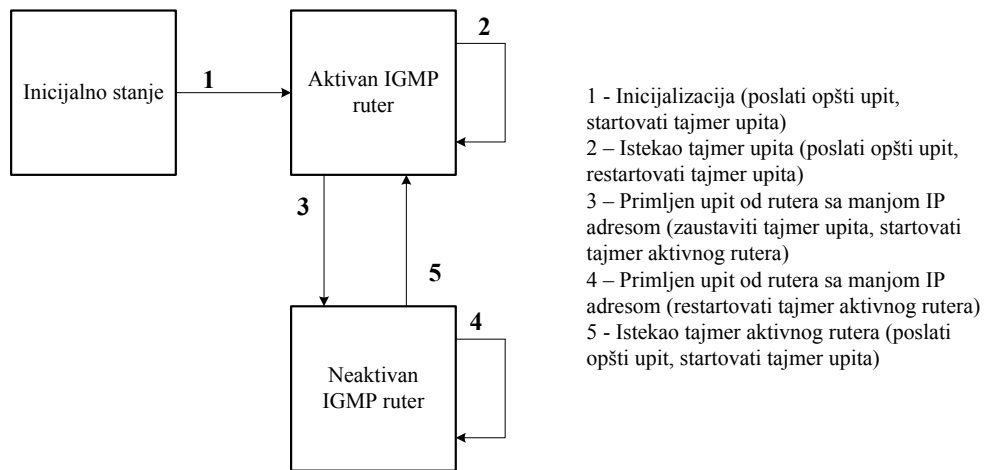 Inicijalno stanje
1
Aktivan IGMP
ruter
2
3
5
Neaktivan
IGMP ruter
4
1 - Inicijalizacija (poslati opšti upit,
startovati tajmer upita)
2 – Istekao tajmer upita (poslati opšti upit,
restartovati tajmer upita)
3 – Primljen upit od rutera sa manjom IP
adresom (zaustaviti tajmer upita, startovati
tajmer aktivnog rutera)
4 – Primljen upit od rutera sa manjom IP
adresom (restartovati tajmer aktivnog rutera)
5 - Istekao tajmer aktivnog rutera (poslati
opšti upit, startovati tajmer upita)